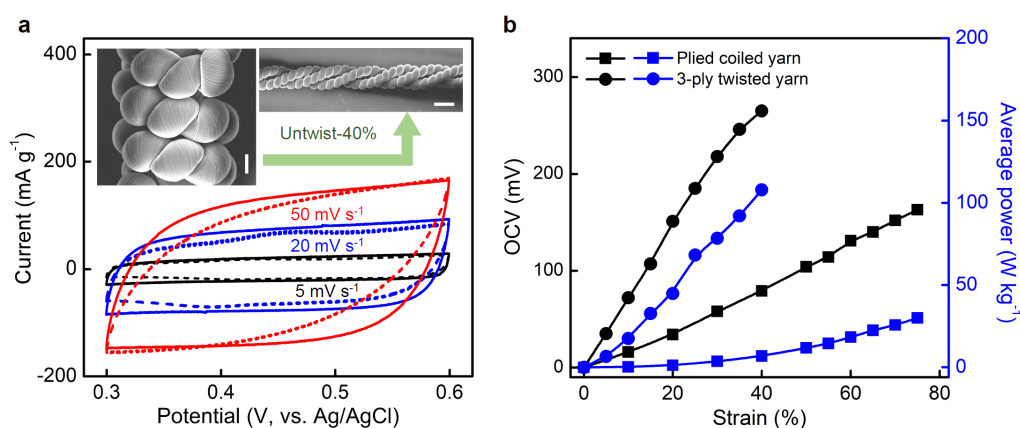 a
400
300
200
100
0
-100
-200
Current (mA g⁻¹)
Untwist-40%
50 mV s⁻¹
20 mV s⁻¹
5 mV s⁻¹
0.3 0.4 0.5 0.6
Potential (V, vs. Ag/AgCl)
b
300
200
100
0
OCV (mV)
Plied coiled yarn
3-ply twisted yarn
200
150
100
50
0
Average power
(W kg⁻¹)
0 20 40 60 80
Strain (%)